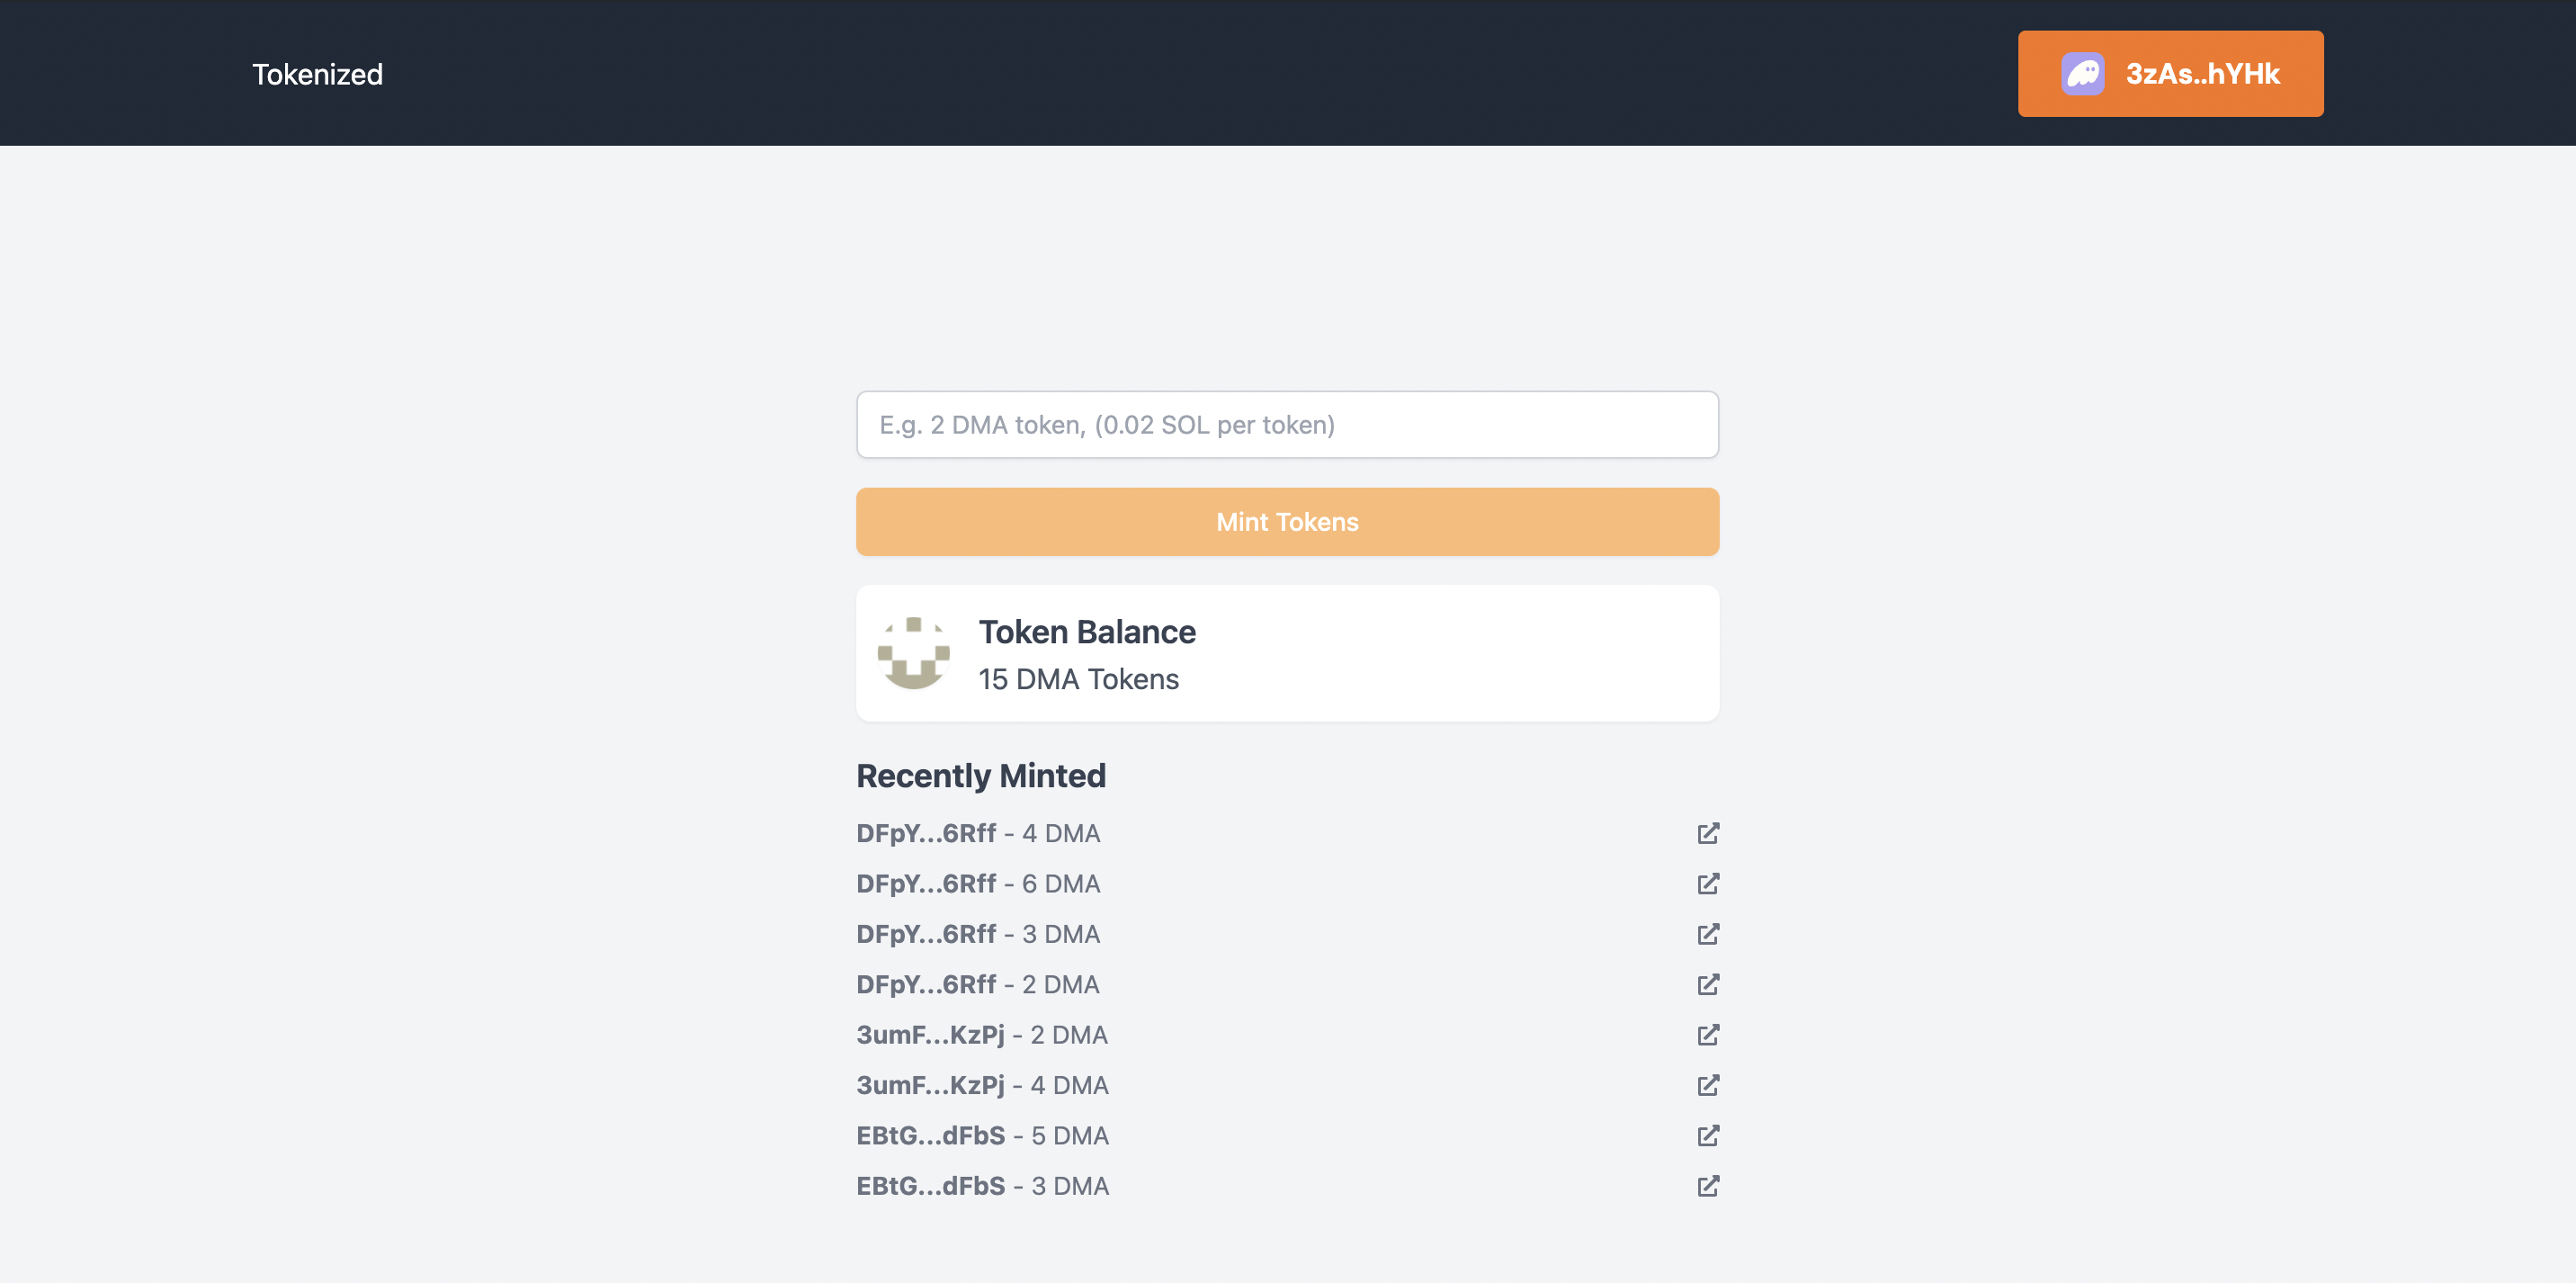 Tokenized
3zAs..hYHk
E.g. 2 DMA token, (0.02 SOL per token)
Mint Tokens
Token Balance
15 DMA Tokens
Recently Minted
DFpY...6Rff - 4 DMA
DFpY...6Rff - 6 DMA
DFpY...6Rff - 3 DMA
DFpY...6Rff - 2 DMA
3umF...KzPj - 2 DMA
3umF...KzPj - 4 DMA
EBtG...dFbS - 5 DMA
EBtG...dFbS - 3 DMA